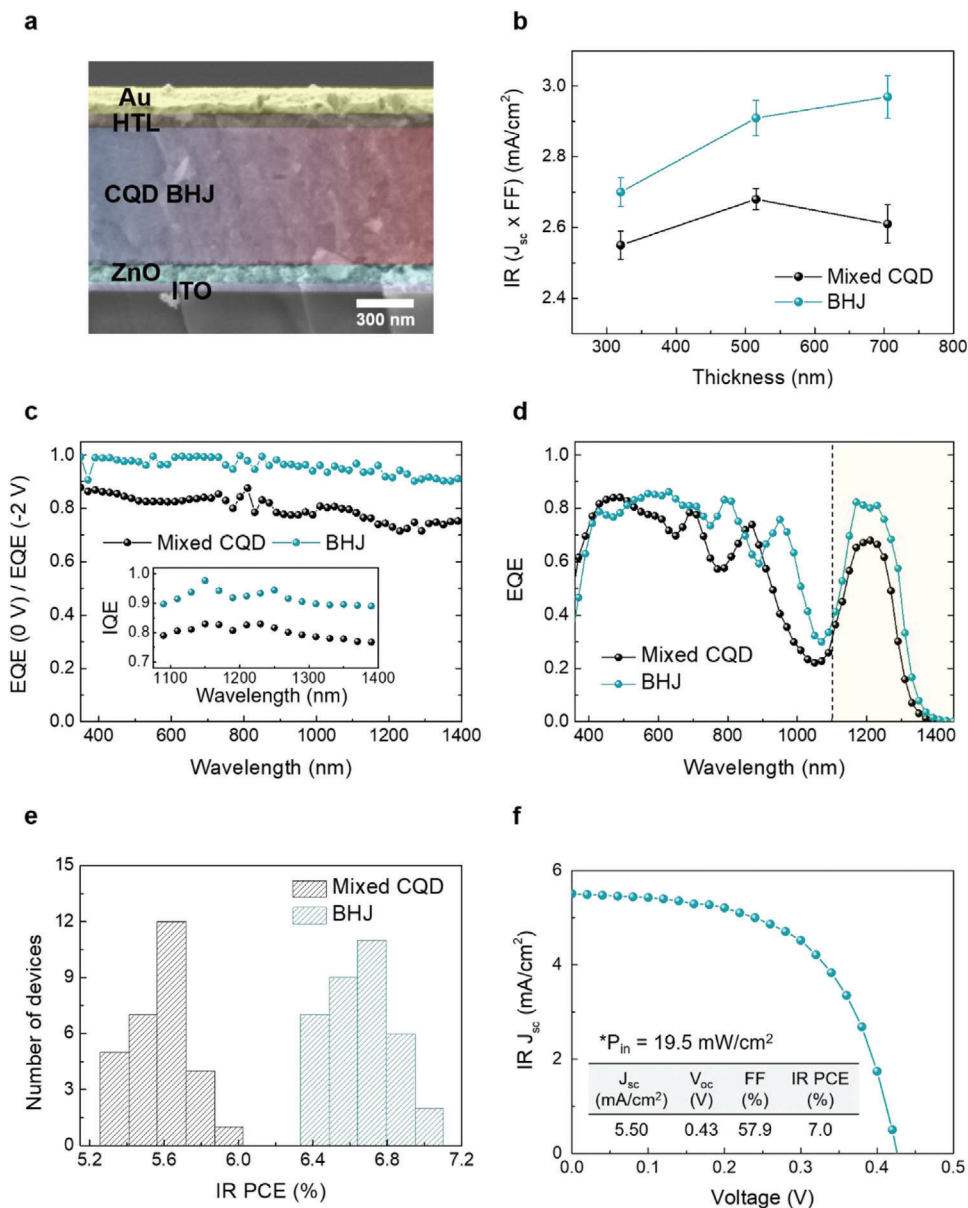 a
Au
HTL
CQD BHJ
ZnO
ITO
300 nm
b
IR (J_sc x FF) (mA/cm²)
3.0
2.8
2.6
2.4
Mixed CQD
BHJ
300 400 500 600 700 800
Thickness (nm)
c
EQE (0 V) / EQE (-2 V)
1.0
0.8
0.6
0.4
0.2
0.0
Mixed CQD BHJ
IQE
1.0
0.9
0.8
0.7
1100 1200 1300 1400
Wavelength (nm)
400 600 800 1000 1200 1400
Wavelength (nm)
d
EQE
1.0
0.8
0.6
0.4
0.2
0.0
Mixed CQD
BHJ
400 600 800 1000 1200 1400
Wavelength (nm)
e
Number of devices
15
12
9
6
3
0
Mixed CQD
BHJ
5.2 5.6 6.0 6.4 6.8 7.2
IR PCE (%)
f
IR J_sc (mA/cm²)
6
4
2
0
*P_in = 19.5 mW/cm²
J_sc V_oc FF IR PCE
(mA/cm²) (V) (%) (%)
5.50 0.43 57.9 7.0
0.0 0.1 0.2 0.3 0.4 0.5
Voltage (V)